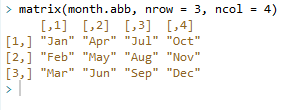 > matrix(month.abb, nrow = 3, ncol = 4)
     [,1]  [,2]  [,3]  [,4]
[1,] "Jan" "Apr" "Jul" "Oct"
[2,] "Feb" "May" "Aug" "Nov"
[3,] "Mar" "Jun" "Sep" "Dec"
>